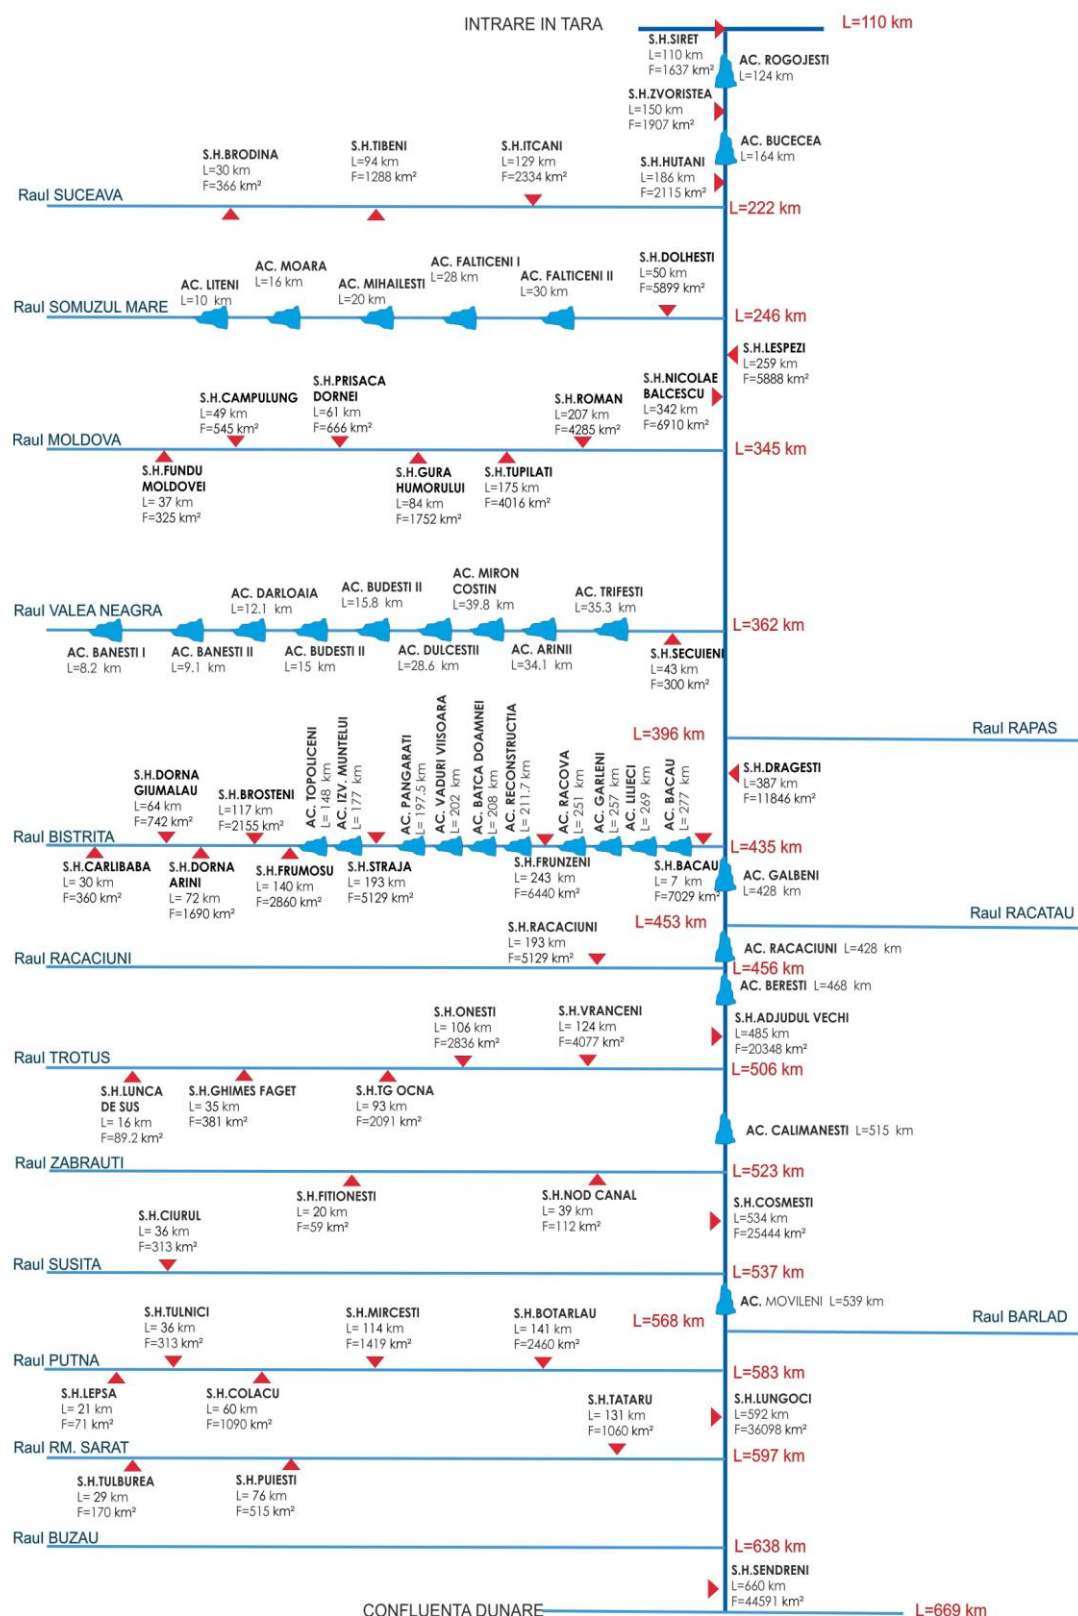 INTRARE IN TARA
L=110 km
S.H.SIRET
L=110 km
F=1637 km²
AC. ROGOJESTI
L=124 km
S.H.ZVORISTEA
L=150 km
F=1907 km²
AC. BUCECEA
L=164 km
S.H.HUTANI
L=186 km
F=2115 km²
S.H.BRODINA
L=30 km
F=366 km²
S.H.TIBENI
L=94 km
F=1288 km²
S.H.ITCANI
L=129 km
F=2334 km²
Raul SUCEAVA
L=222 km
AC. LITENI
L=10 km
AC. MOARA
L=16 km
AC. MIHAILESTI
L=20 km
AC. FALTICENI I
L=28 km
AC. FALTICENI II
L=30 km
S.H.DOLHESTI
L=50 km
F=5899 km²
Raul SOMUZUL MARE
L=246 km
S.H.LESPEZI
L=259 km
F=5888 km²
S.H.NICOLAE
BALCESCU
L=342 km
F=6910 km²
S.H.CAMPULUNG
L=49 km
F=545 km²
S.H.PRISACA
DORNEI
L=61 km
F=666 km²
S.H.ROMAN
L=207 km
F=4285 km²
Raul MOLDOVA
L=345 km
S.H.FUNDU
MOLDOVEI
L= 37 km
F=325 km²
S.H.GURA
HUMORULUI
L=84 km
F=1752 km²
S.H.TUPILATI
L=175 km
F=4016 km²
AC. DARLOAIA
L=12.1 km
AC. BUDESTI II
L=15.8 km
AC. MIRON
COSTIN
L=39.8 km
AC. TRIFESTI
L=35.3 km
Raul VALEA NEAGRA
L=362 km
AC. BANESTI I
L=8.2 km
AC. BANESTI II
L=9.1 km
AC. BUDESTI II
L=15 km
AC. DULCESTII
L=28.6 km
AC. ARINII
L=34.1 km
S.H.SECUIENI
L=43 km
F=300 km²
L=396 km
Raul RAPAS
S.H.DRAGESTI
L=387 km
F=11846 km²
S.H.DORNA
GIUMALAU
L=64 km
F=742 km²
S.H.BROSTENI
L=117 km
F=2155 km²
AC. TOPOLICENI
L= 148 km
AC. IZV. MUNTELUI
L= 177 km
AC. PANGARATI
L= 197.5 km
AC. VADURI VIISOARA
L= 202 km
AC. BATCA DOAMNEI
L= 208 km
AC. RECONSTRUCTIA
L= 211.7 km
AC. RACOVA
L= 251 km
AC. GARLENI
L= 257 km
AC. LILIECI
L= 269 km
AC. BACAU
L= 277 km
Raul BISTRITA
L=435 km
S.H.CARLIBABA
L= 30 km
F=360 km²
S.H.DORNA
ARINI
L= 72 km
F=1690 km²
S.H.FRUMOSU
L= 140 km
F=2860 km²
S.H.STRAJA
L= 193 km
F=5129 km²
S.H.FRUNZENI
L= 243 km
F=6440 km²
S.H.BACAU
L= 7 km
F=7029 km²
AC. GALBENI
L=428 km
L=453 km
Raul RACATAU
S.H.RACACIUNI
L= 193 km
F=5129 km²
AC. RACACIUNI L=428 km
Raul RACACIUNI
L=456 km
AC. BERESTI L=468 km
S.H.ONESTI
L= 106 km
F=2836 km²
S.H.VRANCENI
L= 124 km
F=4077 km²
S.H.ADJUDUL VECHI
L=485 km
F=20348 km²
Raul TROTUS
L=506 km
S.H.LUNCA
DE SUS
L= 16 km
F=89.2 km²
S.H.GHIMES FAGET
L= 35 km
F=381 km²
S.H.TG OCNA
L= 93 km
F=2091 km²
AC. CALIMANESTI L=515 km
Raul ZABRAUTI
L=523 km
S.H.FITIONESTI
L= 20 km
F=59 km²
S.H.NOD CANAL
L= 39 km
F=112 km²
S.H.COSMESTI
L=534 km
F=25444 km²
S.H.CIURUL
L= 36 km
F=313 km²
Raul SUSITA
L=537 km
AC. MOVILENI L=539 km
L=568 km
Raul BARLAD
S.H.TULNICI
L= 36 km
F=313 km²
S.H.MIRCESTI
L= 114 km
F=1419 km²
S.H.BOTARLAU
L= 141 km
F=2460 km²
Raul PUTNA
L=583 km
S.H.LEPSA
L= 21 km
F=71 km²
S.H.COLACU
L= 60 km
F=1090 km²
S.H.TATARU
L= 131 km
F=1060 km²
S.H.LUNGOCI
L=592 km
F=36098 km²
Raul RM. SARAT
L=597 km
S.H.TULBUREA
L= 29 km
F=170 km²
S.H.PUIESTI
L= 76 km
F=515 km²
Raul BUZAU
L=638 km
S.H.SENDRENI
L=660 km
F=44591 km²
CONFLUENTA DUNARE
L=669 km